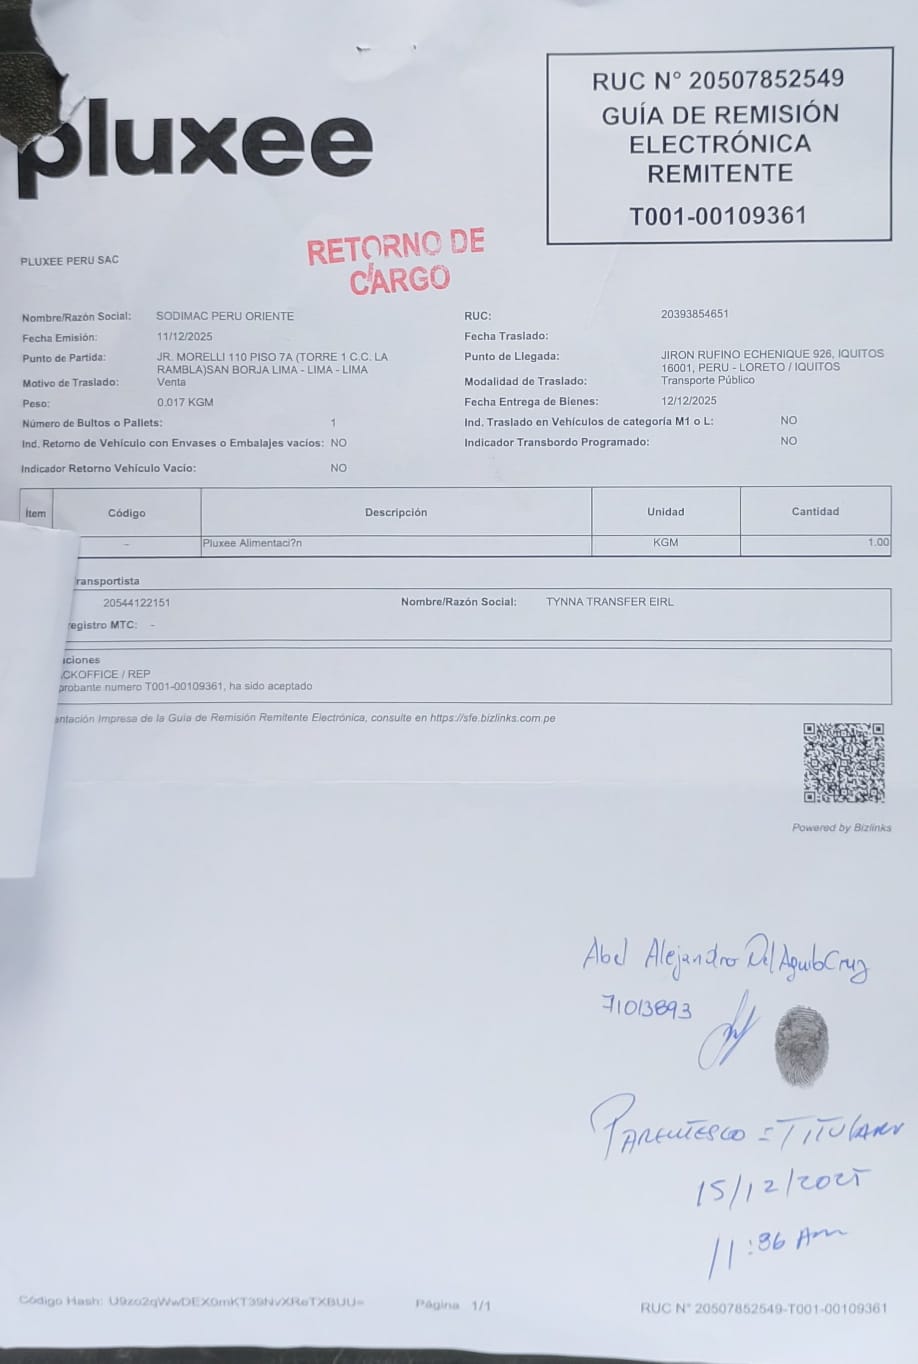 pluxee
RUC N° 20507852549
GUÍA DE REMISIÓN
ELECTRÓNICA
REMITENTE
T001-00109361
PLUXEE PERU SAC
RETORNO DE
CARGO
Nombre/Razón Social: SODIMAC PERU ORIENTE RUC: 20393854651
Fecha Emisión: 11/12/2025 Fecha Traslado:
Punto de Partida: JR. MORELLI 110 PISO 7A (TORRE 1 C.C. LA Punto de Llegada: JIRON RUFINO ECHENIQUE 926, IQUITOS
RAMBLA)SAN BORJA LIMA - LIMA - LIMA 16001, PERU - LORETO / IQUITOS
Motivo de Traslado: Venta Modalidad de Traslado: Transporte Público
Peso: 0.017 KGM Fecha Entrega de Bienes: 12/12/2025
Número de Bultos o Pallets: 1 Ind. Traslado en Vehículos de categoría M1 o L: NO
Ind. Retorno de Vehículo con Envases o Embalajes vacíos: NO Indicador Transbordo Programado: NO
Indicador Retorno Vehículo Vacio: NO
Ítem Código Descripción Unidad Cantidad
- Pluxee Alimentaci?n KGM 1.00
ransportista
20544122151 Nombre/Razón Social: TYNNA TRANSFER EIRL
registro MTC: -
ciones
CKOFFICE / REP
probante numero T001-00109361, ha sido aceptado
entación Impresa de la Guía de Remisión Remitente Electrónica, consulte en https://sfe.bizlinks.com.pe
Powered by Bizlinks
Abel Alejandro Del Aguila Cruz
71013893
PARENTESCO = TITULAR
15/12/2025
11:36 Am
Código Hash: Página 1/1 RUC N° 20507852549-T001-00109361